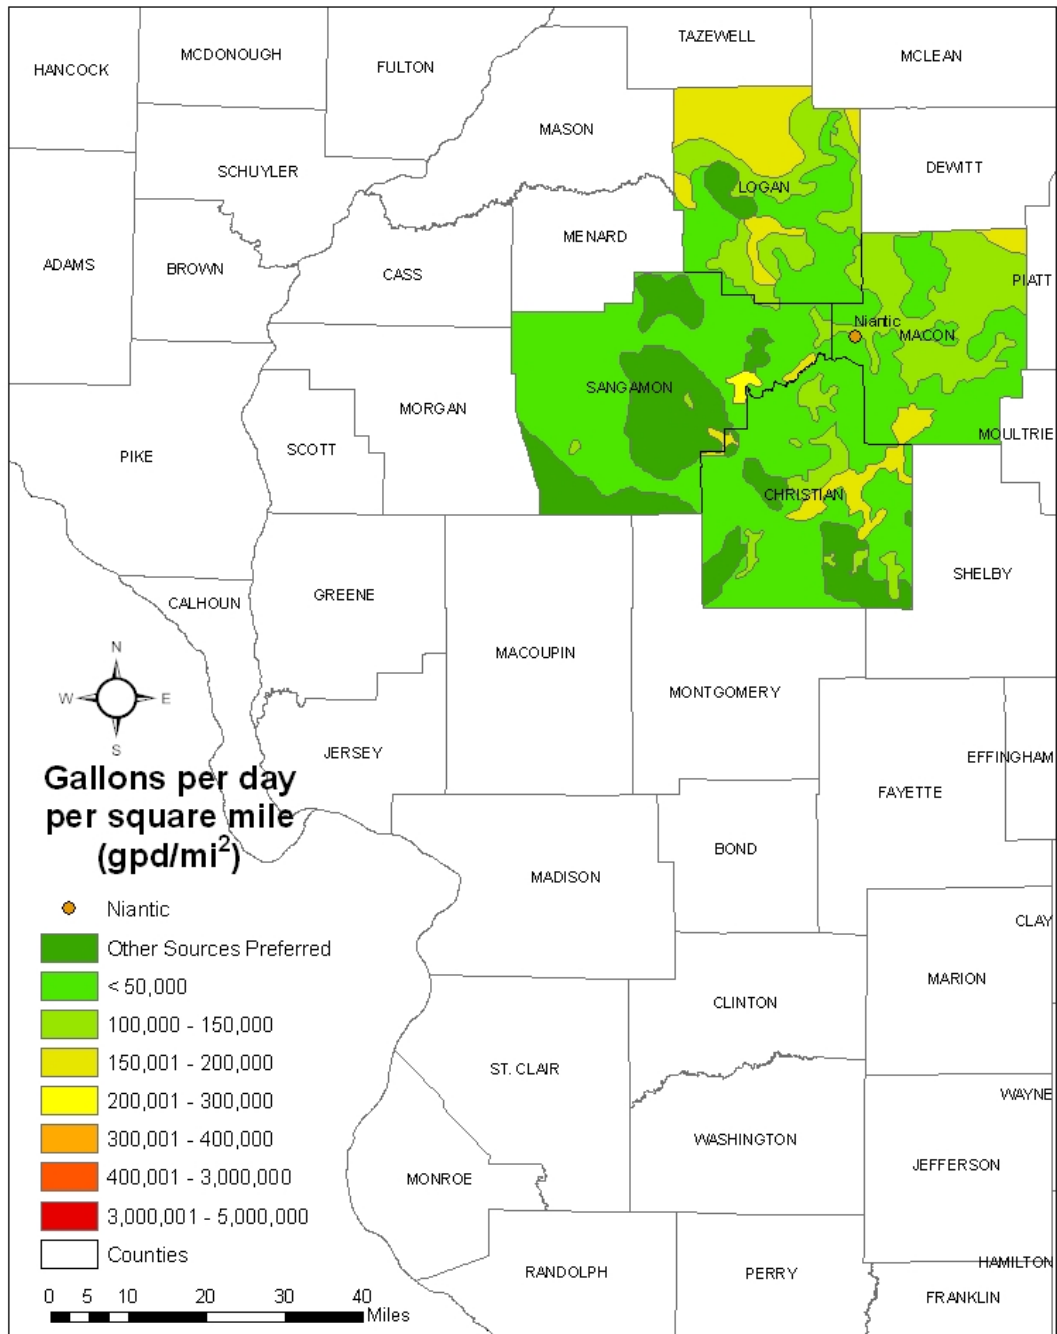 TAZEWELL
MCLEAN
MCDONOUGH
HANCOCK
FULTON
MASON
SCHUYLER
DEWITT
LOGAN
MENARD
ADAMS
BROWN
CASS
PIATT
Niantic
MACON
SANGAMON
MORGAN
MOULTRIE
SCOTT
PIKE
CHRISTIAN
SHELBY
GREENE
CALHOUN
MACOUPIN
MONTGOMERY
N
W E
S
JERSEY
EFFINGHAM
FAYETTE
BOND
MADISON
CLAY
MARION
CLINTON
ST. CLAIR
WAYNE
WASHINGTON
JEFFERSON
MONROE
HAMILTON
RANDOLPH
PERRY
FRANKLIN
Gallons per day
per square mile
(gpd/mi²)
Niantic
Other Sources Preferred
< 50,000
100,000 - 150,000
150,001 - 200,000
200,001 - 300,000
300,001 - 400,000
400,001 - 3,000,000
3,000,001 - 5,000,000
Counties
0 5 10 20 30 40
Miles